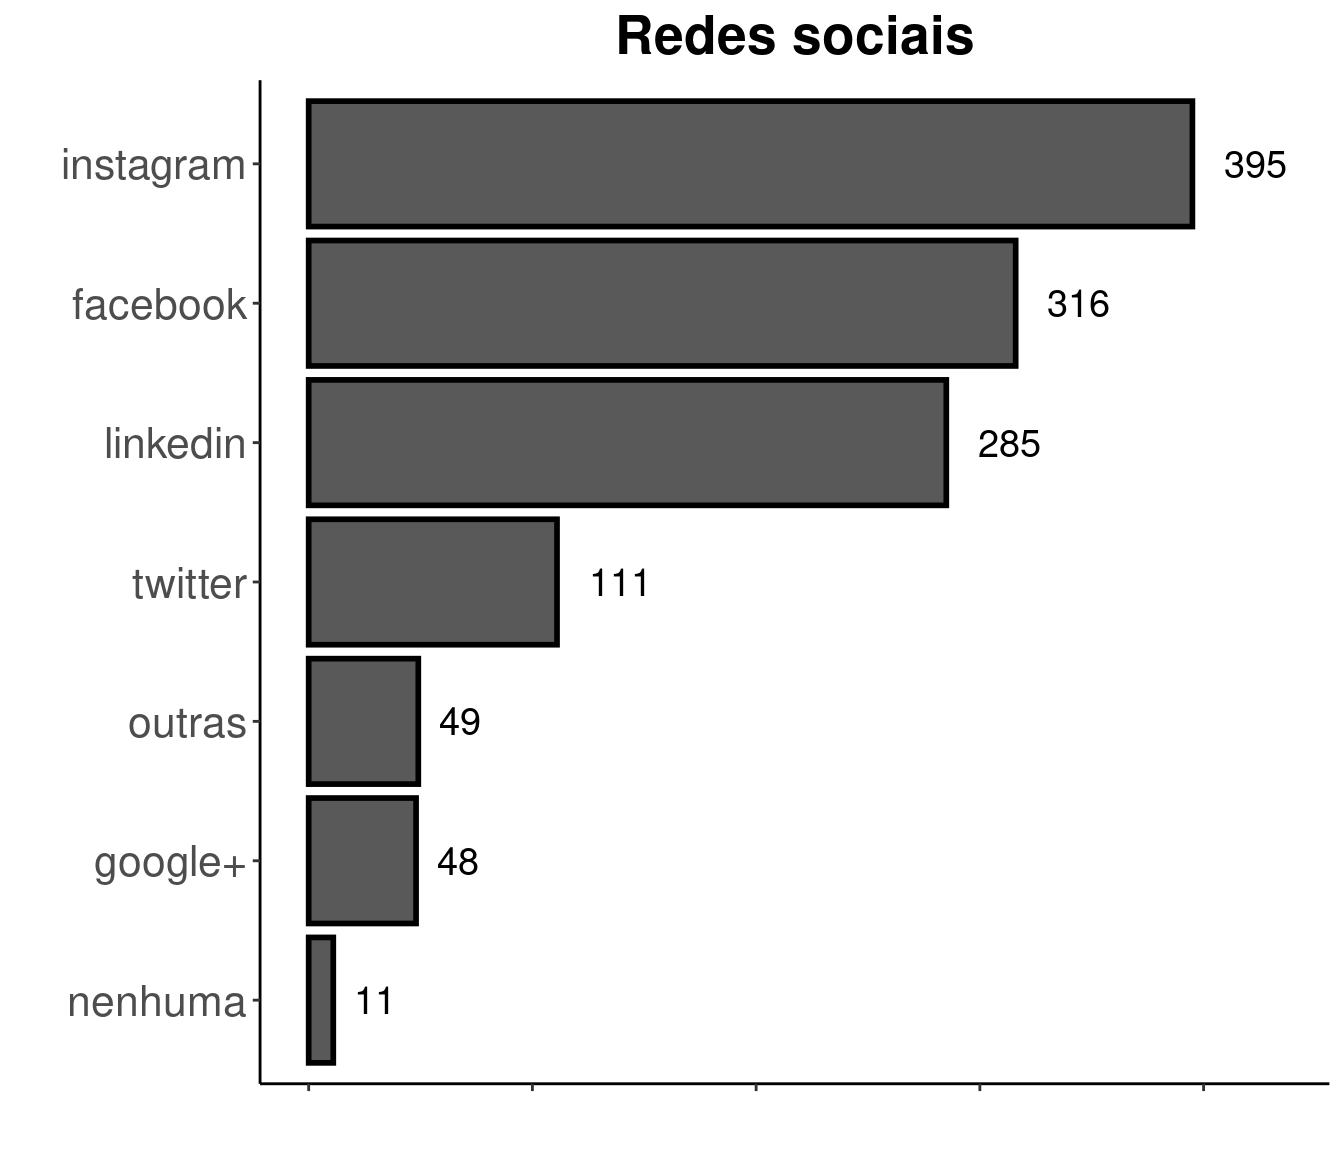 Redes sociais
instagram 395
facebook 316
linkedin 285
twitter 111
outras 49
google+ 48
nenhuma 11